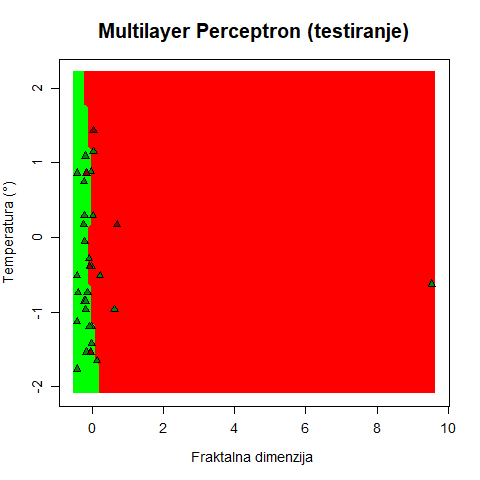 Multilayer Perceptron (testiranje)
Temperatura (°)
2
1
0
-1
-2
0 2 4 6 8 10
Fraktalna dimenzija